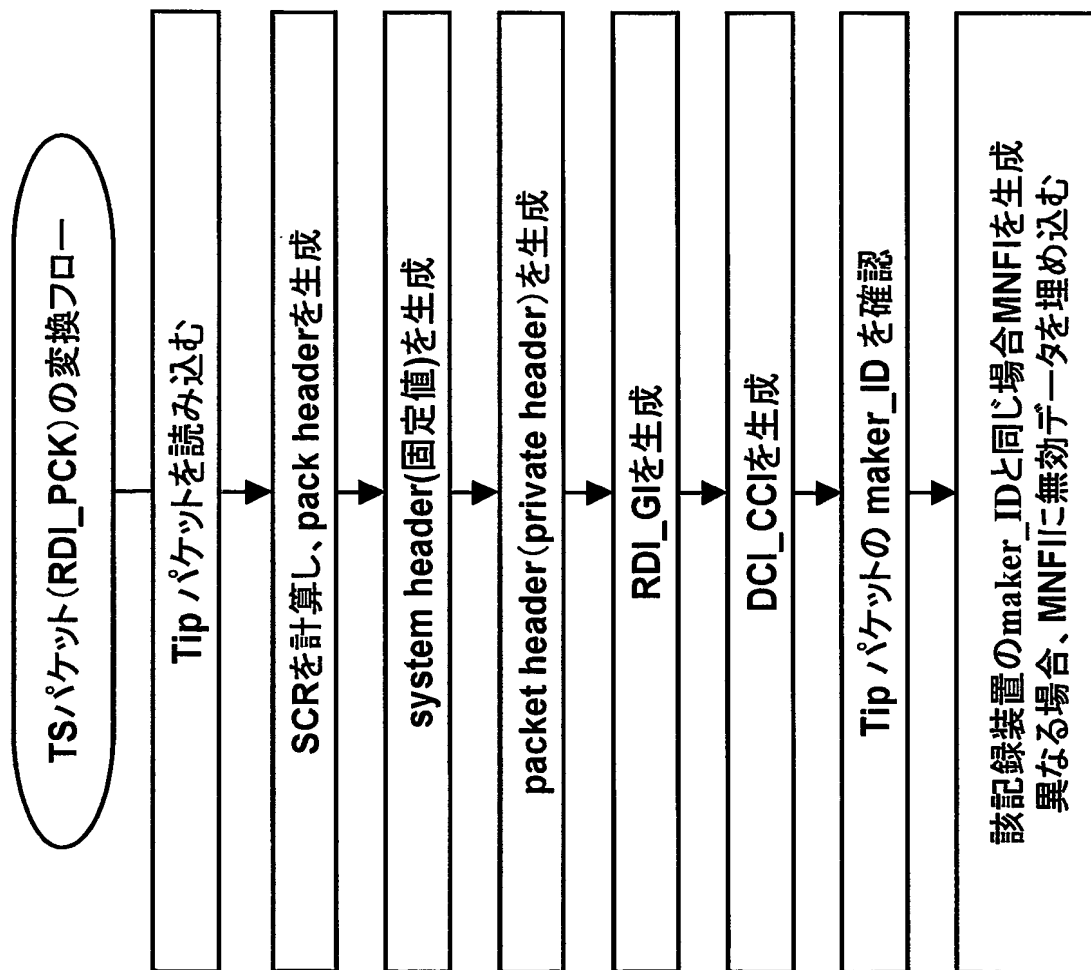 TSパケット(RDI_PCK)の変換フロー
Tip パケットを読み込む
SCRを計算し、pack headerを生成
system header(固定値)を生成
packet header(private header)を生成
RDI_GIを生成
DCI_CCIを生成
Tip パケットの maker_ID を確認
該記録装置のmaker_IDと同じ場合MNFIを生成
異なる場合、MNFIに無効データを埋め込む